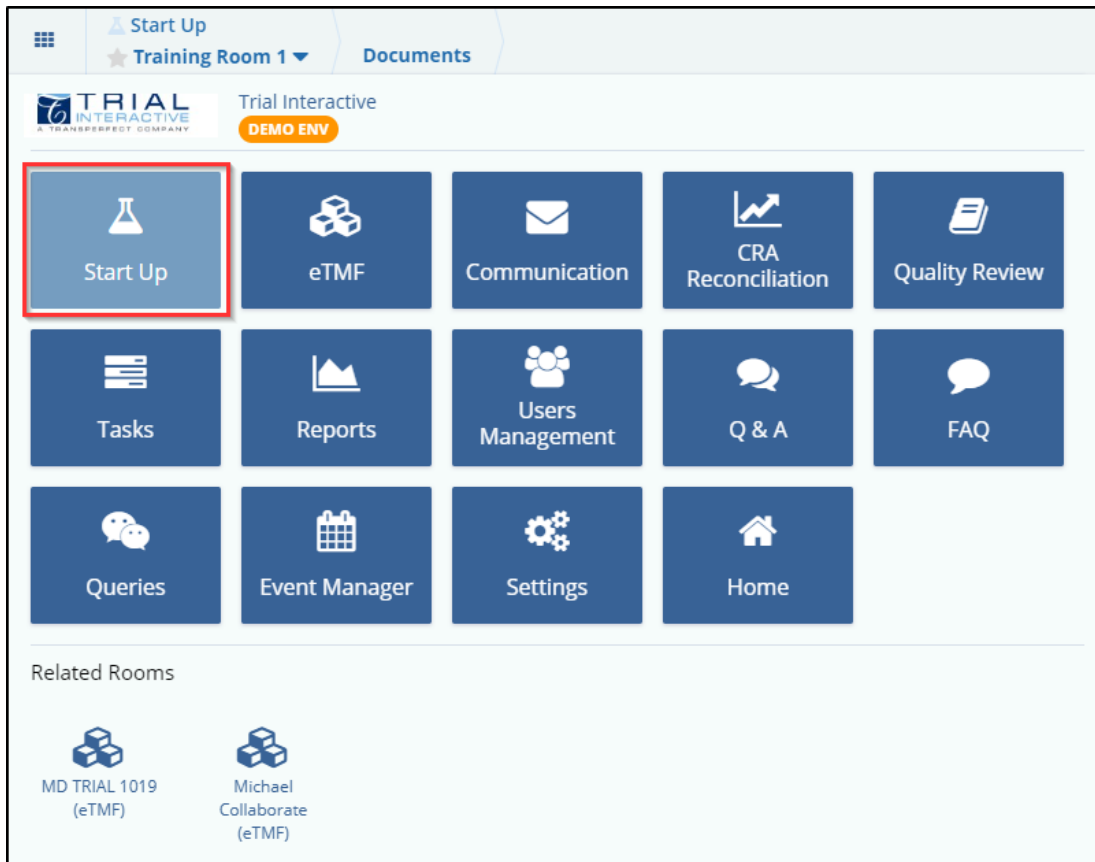 Start Up
Training Room 1
Documents
TRIAL
INTERACTIVE
A TRANSPERFECT COMPANY
Trial Interactive
DEMO ENV
Start Up
eTMF
Communication
CRA
Reconciliation
Quality Review
Tasks
Reports
Users
Management
Q & A
FAQ
Queries
Event Manager
Settings
Home
Related Rooms
MD TRIAL 1019
(eTMF)
Michael
Collaborate
(eTMF)